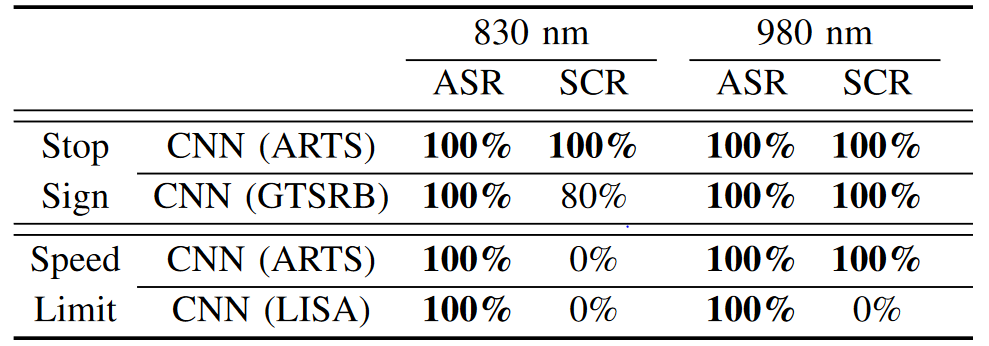 830 nm 980 nm
ASR SCR ASR SCR
Stop CNN (ARTS) 100% 100% 100% 100%
Sign CNN (GTSRB) 100% 80% 100% 100%
Speed CNN (ARTS) 100% 0% 100% 100%
Limit CNN (LISA) 100% 0% 100% 0%